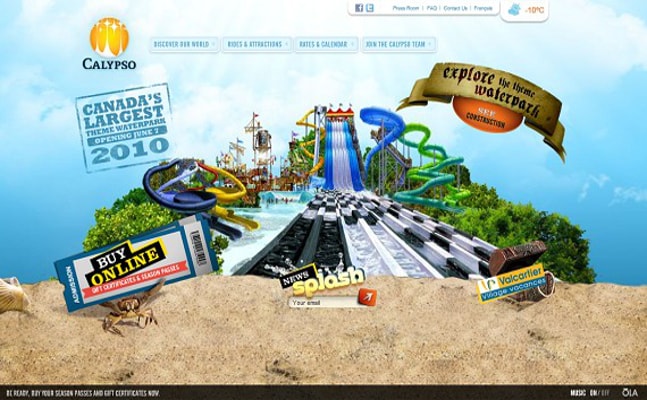 Press Room | FAQ | Contact Us | Français
-10°C
CALYPSO
DISCOVER OUR WORLD
RIDES & ATTRACTIONS
RATES & CALENDAR
JOIN THE CALYPSO TEAM
explore the theme
waterpark
SEE
CONSTRUCTION
CANADA'S
LARGEST
THEME WATERPARK
OPENING JUNE 7
2010
ADMISSION
BUY
ONLINE
GIFT CERTIFICATES & SEASON PASSES
NEWS
splash
Your email
Valcartier
Village vacances
BE READY, BUY YOUR SEASON PASSES AND GIFT CERTIFICATES NOW.
MUSIC ON / OFF
ÖLA